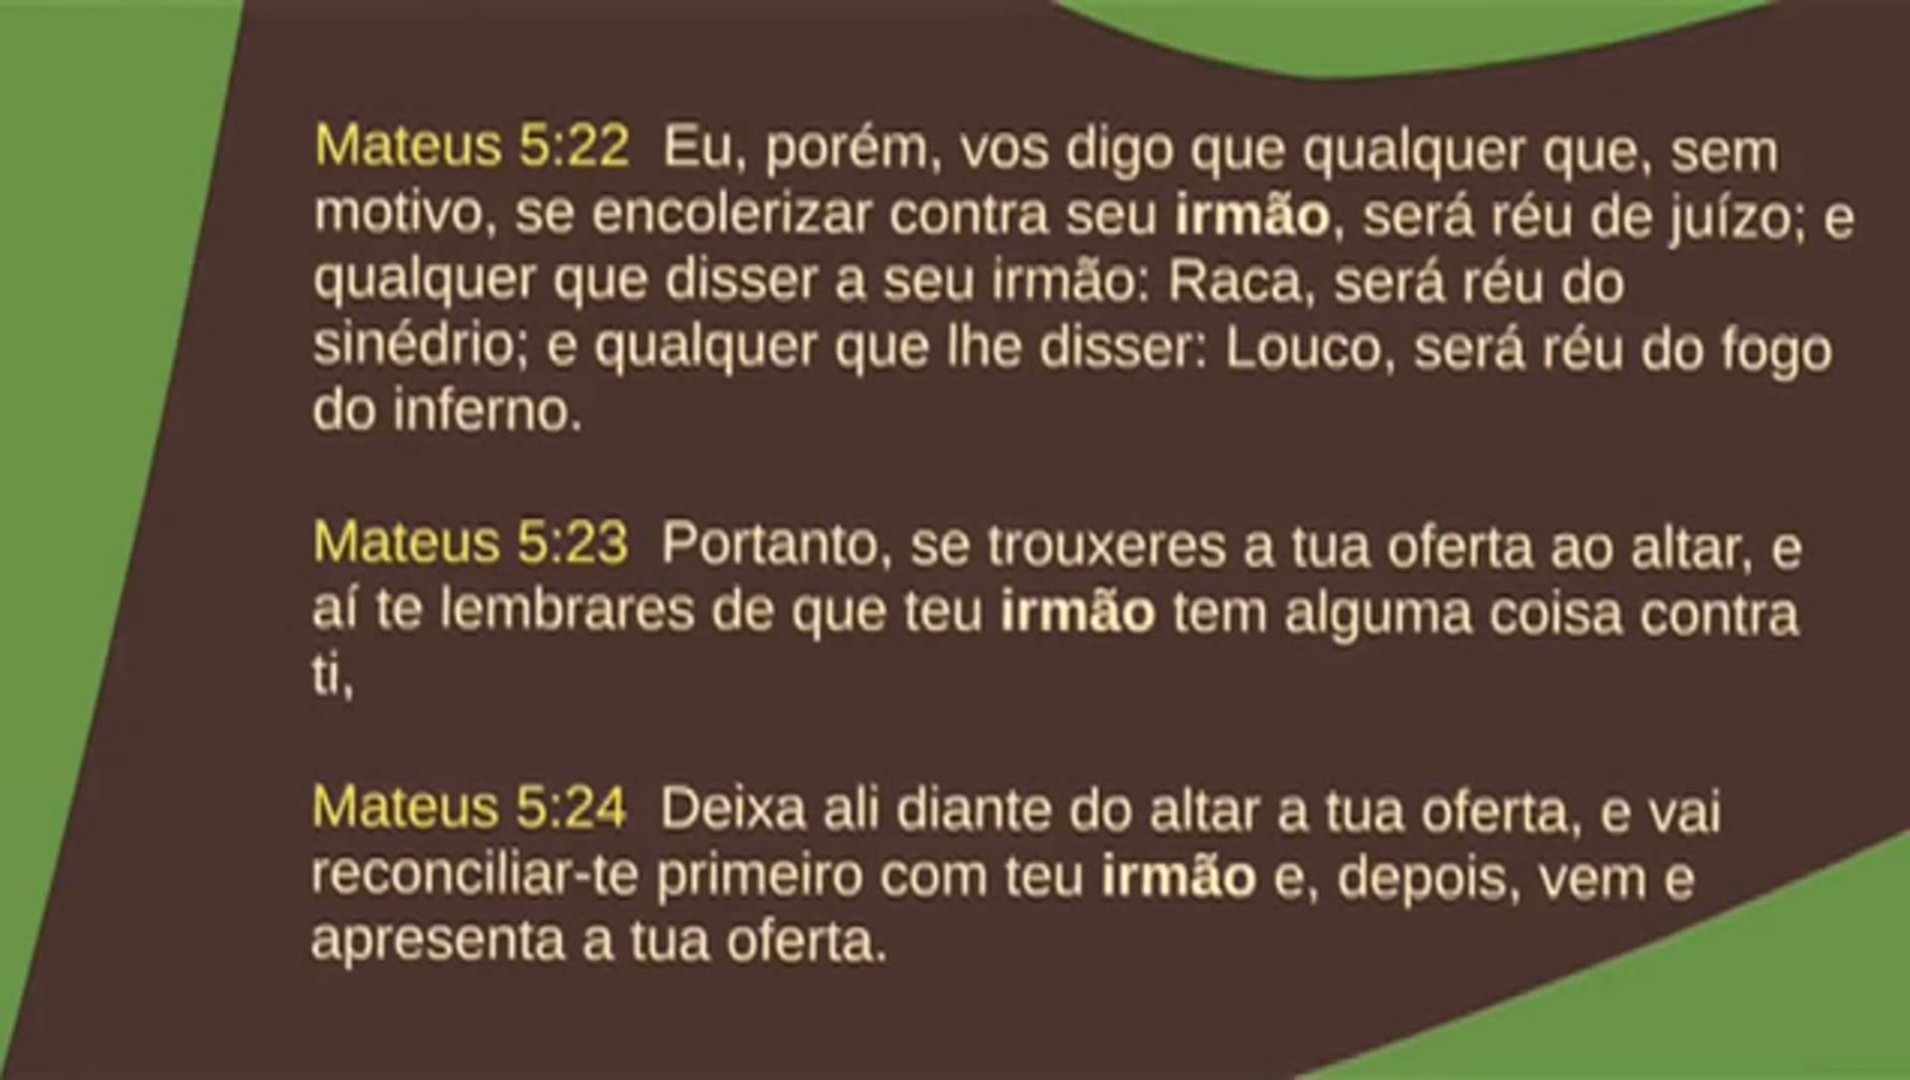 Mateus 5:22 Eu, porém, vos digo que qualquer que, sem
motivo, se encolerizar contra seu irmão, será réu de juízo; e
qualquer que disser a seu irmão: Raca, será réu do
sinédrio; e qualquer que lhe disser: Louco, será réu do fogo
do inferno.
Mateus 5:23 Portanto, se trouxeres a tua oferta ao altar, e
aí te lembrares de que teu irmão tem alguma coisa contra
ti,
Mateus 5:24 Deixa ali diante do altar a tua oferta, e vai
reconciliar-te primeiro com teu irmão e, depois, vem e
apresenta a tua oferta.